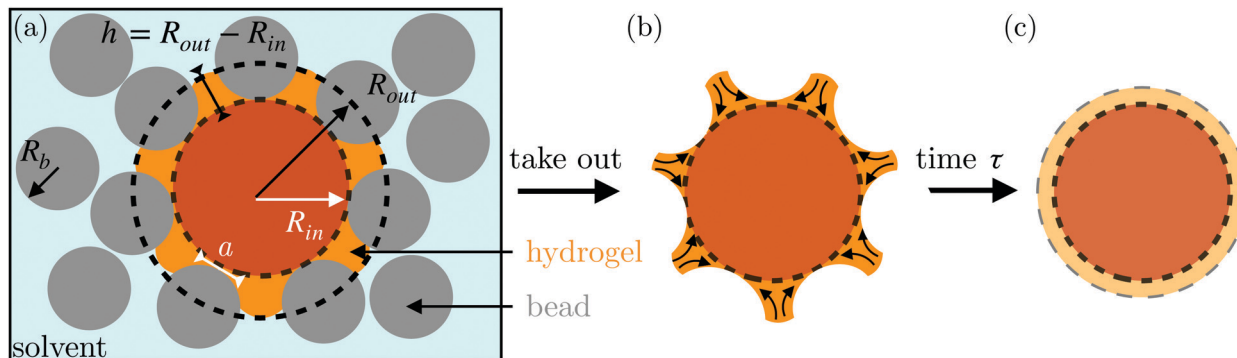 (a)
h = R_out − R_in
R_out
R_b
R_in
a
hydrogel
bead
solvent
take out
(b)
time τ
(c)